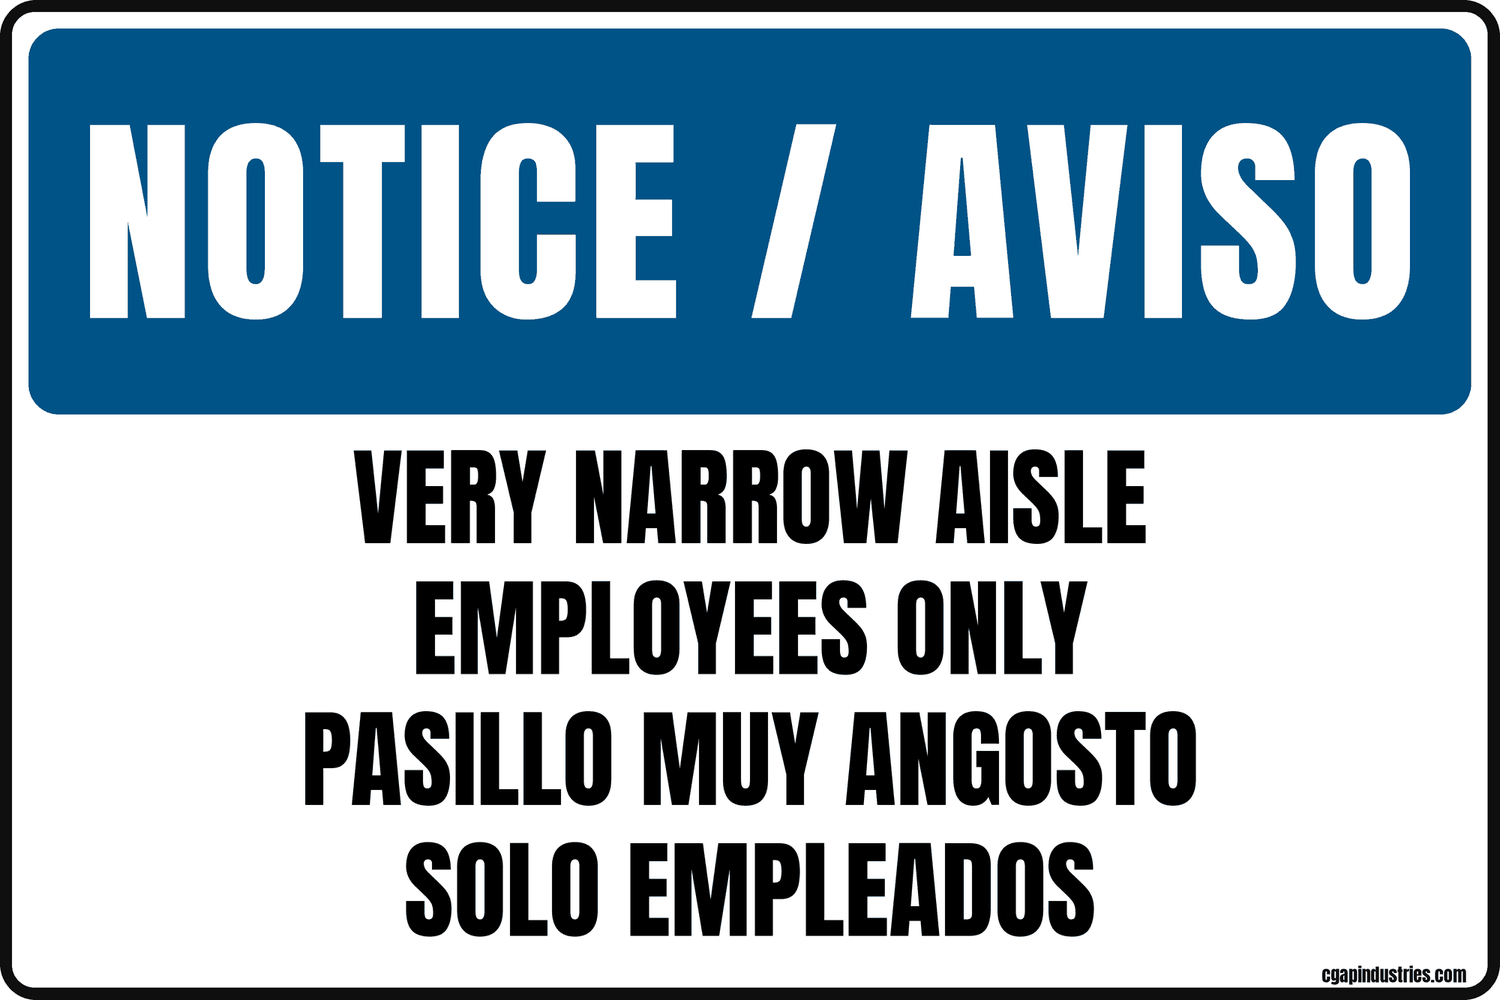 NOTICE / AVISO
VERY NARROW AISLE
EMPLOYEES ONLY
PASILLO MUY ANGOSTO
SOLO EMPLEADOS
cgapindustries.com